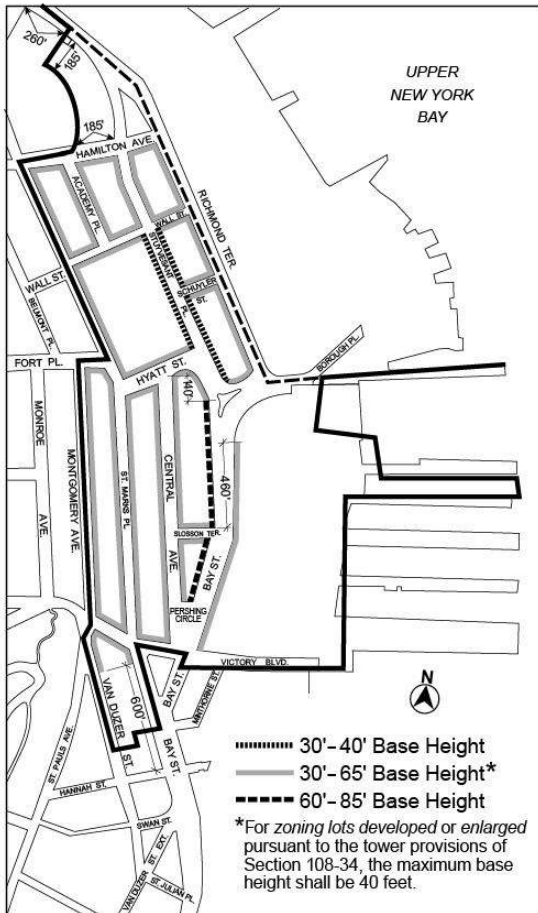 260'
185'
UPPER
NEW YORK
BAY
185'
HAMILTON AVE.
ACADEMY PL.
RICHMOND TER.
WALL ST.
STUYVESANT PL.
WALL ST.
SCHUYLER
ST.
BELMONT PL.
BOROUGH PL.
FORT PL.
HYATT ST.
140'
MONROE
AVE.
MONTGOMERY AVE.
ST. MARKS PL.
CENTRAL
AVE.
460'
SLOSSON TER.
BAY ST.
PERSHING
CIRCLE
VICTORY BLVD.
BAY ST.
MINTHORNE ST.
N
VAN DUZER
ST.
600'
BAY ST.
ST. PAULS AVE.
HANNAH ST.
SWAN ST.
VAN DUZER ST. EXT.
ST. JULIAN PL.
30'-40' Base Height
30'-65' Base Height*
60'-85' Base Height
*For zoning lots developed or enlarged
pursuant to the tower provisions of
Section 108-34, the maximum base
height shall be 40 feet.